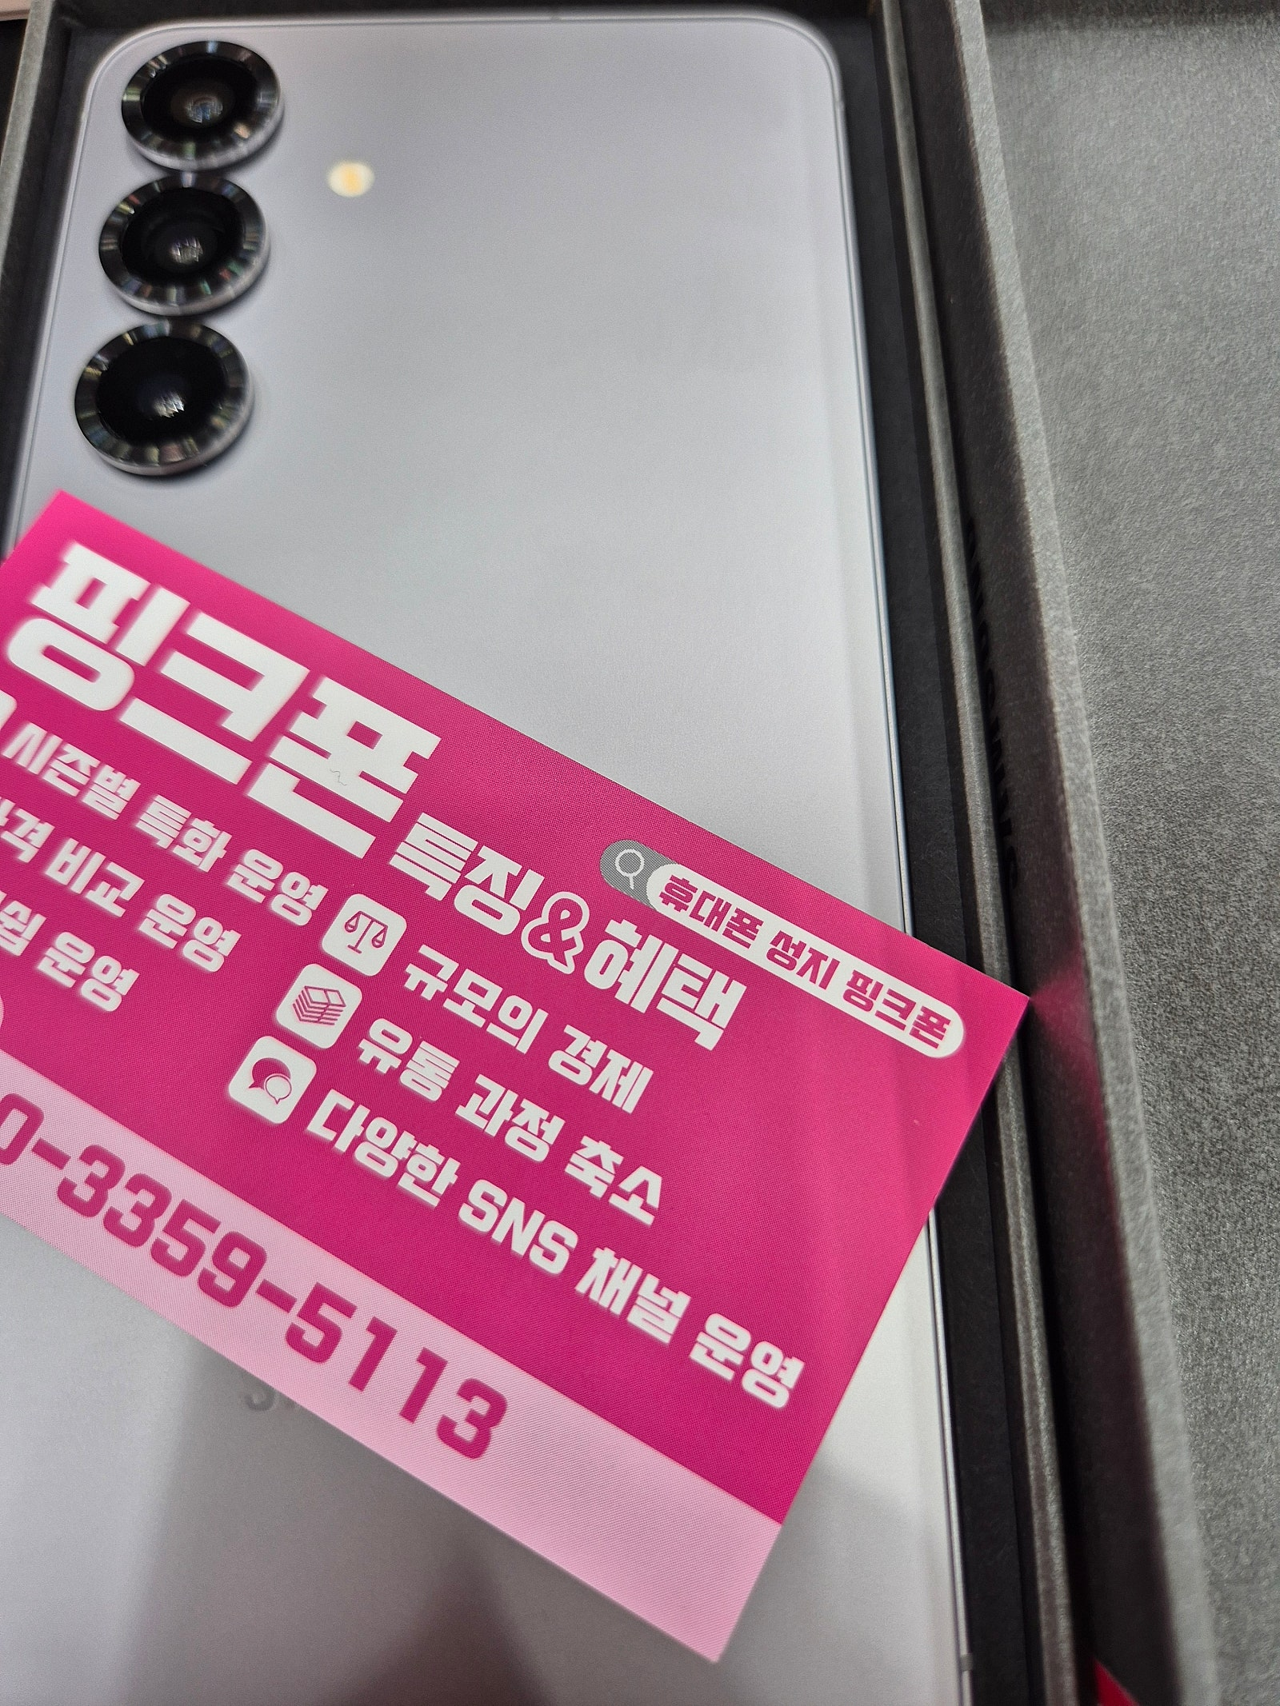 핑크폰 특징&혜택
휴대폰 성지 핑크폰
시즌별 특화 운영
비교 운영
운영
규모의 경제
유통 과정 축소
다양한 SNS 채널 운영
0-3359-5113